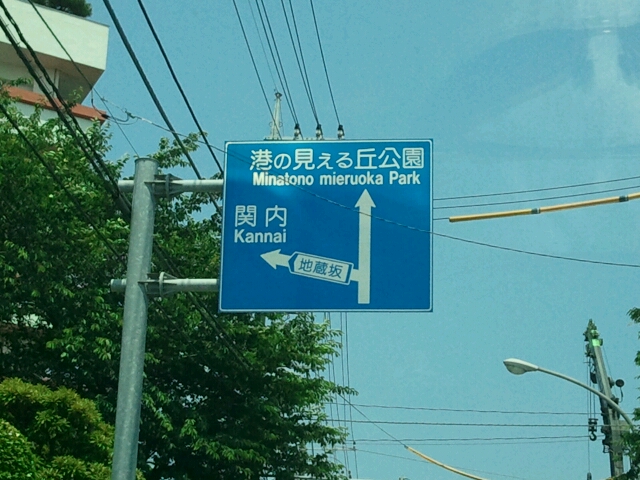 港の見える丘公園
Minatono mieruoka Park
関内
Kannai
地蔵坂